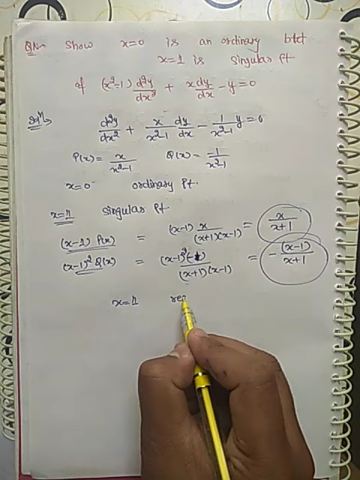 Qn Show x=0 is an ordinary but
x=1 is singular pt
of (x²-1) d²y/dx² + x dy/dx - y=0
d²y/dx² + x/(x²-1) dy/dx - 1/(x²-1) y=0
P(x) = x/(x²-1) Q(x) = -1/(x²-1)
x=0 ordinary pt.
x=1 singular pt
(x-1) P(x) = (x-1) x/((x+1)(x-1)) = x/(x+1)
(x-1)² Q(x) = (x-1)²(-1)/((x+1)(x-1)) = -(x-1)/(x+1)
x=1 re